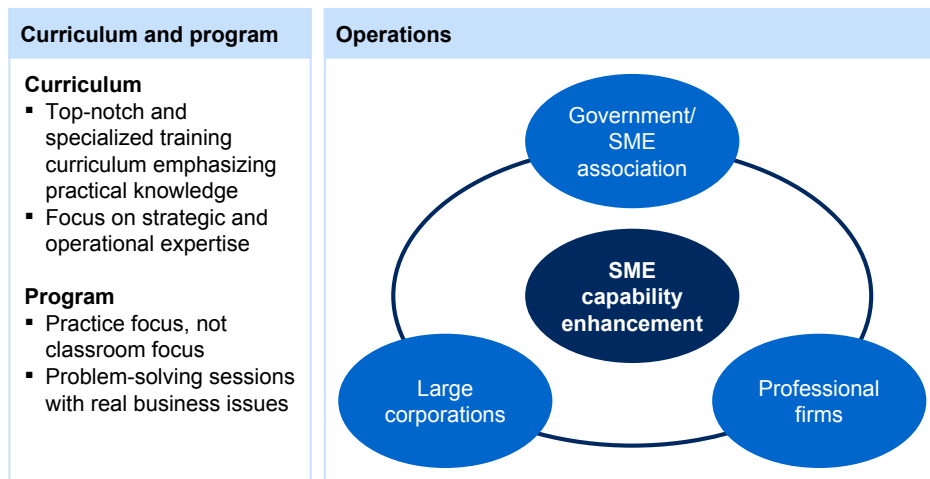 Curriculum and program
Curriculum
▪ Top-notch and
specialized training
curriculum emphasizing
practical knowledge
▪ Focus on strategic and
operational expertise
Program
▪ Practice focus, not
classroom focus
▪ Problem-solving sessions
with real business issues
Operations
Government/
SME
association
SME
capability
enhancement
Large
corporations
Professional
firms